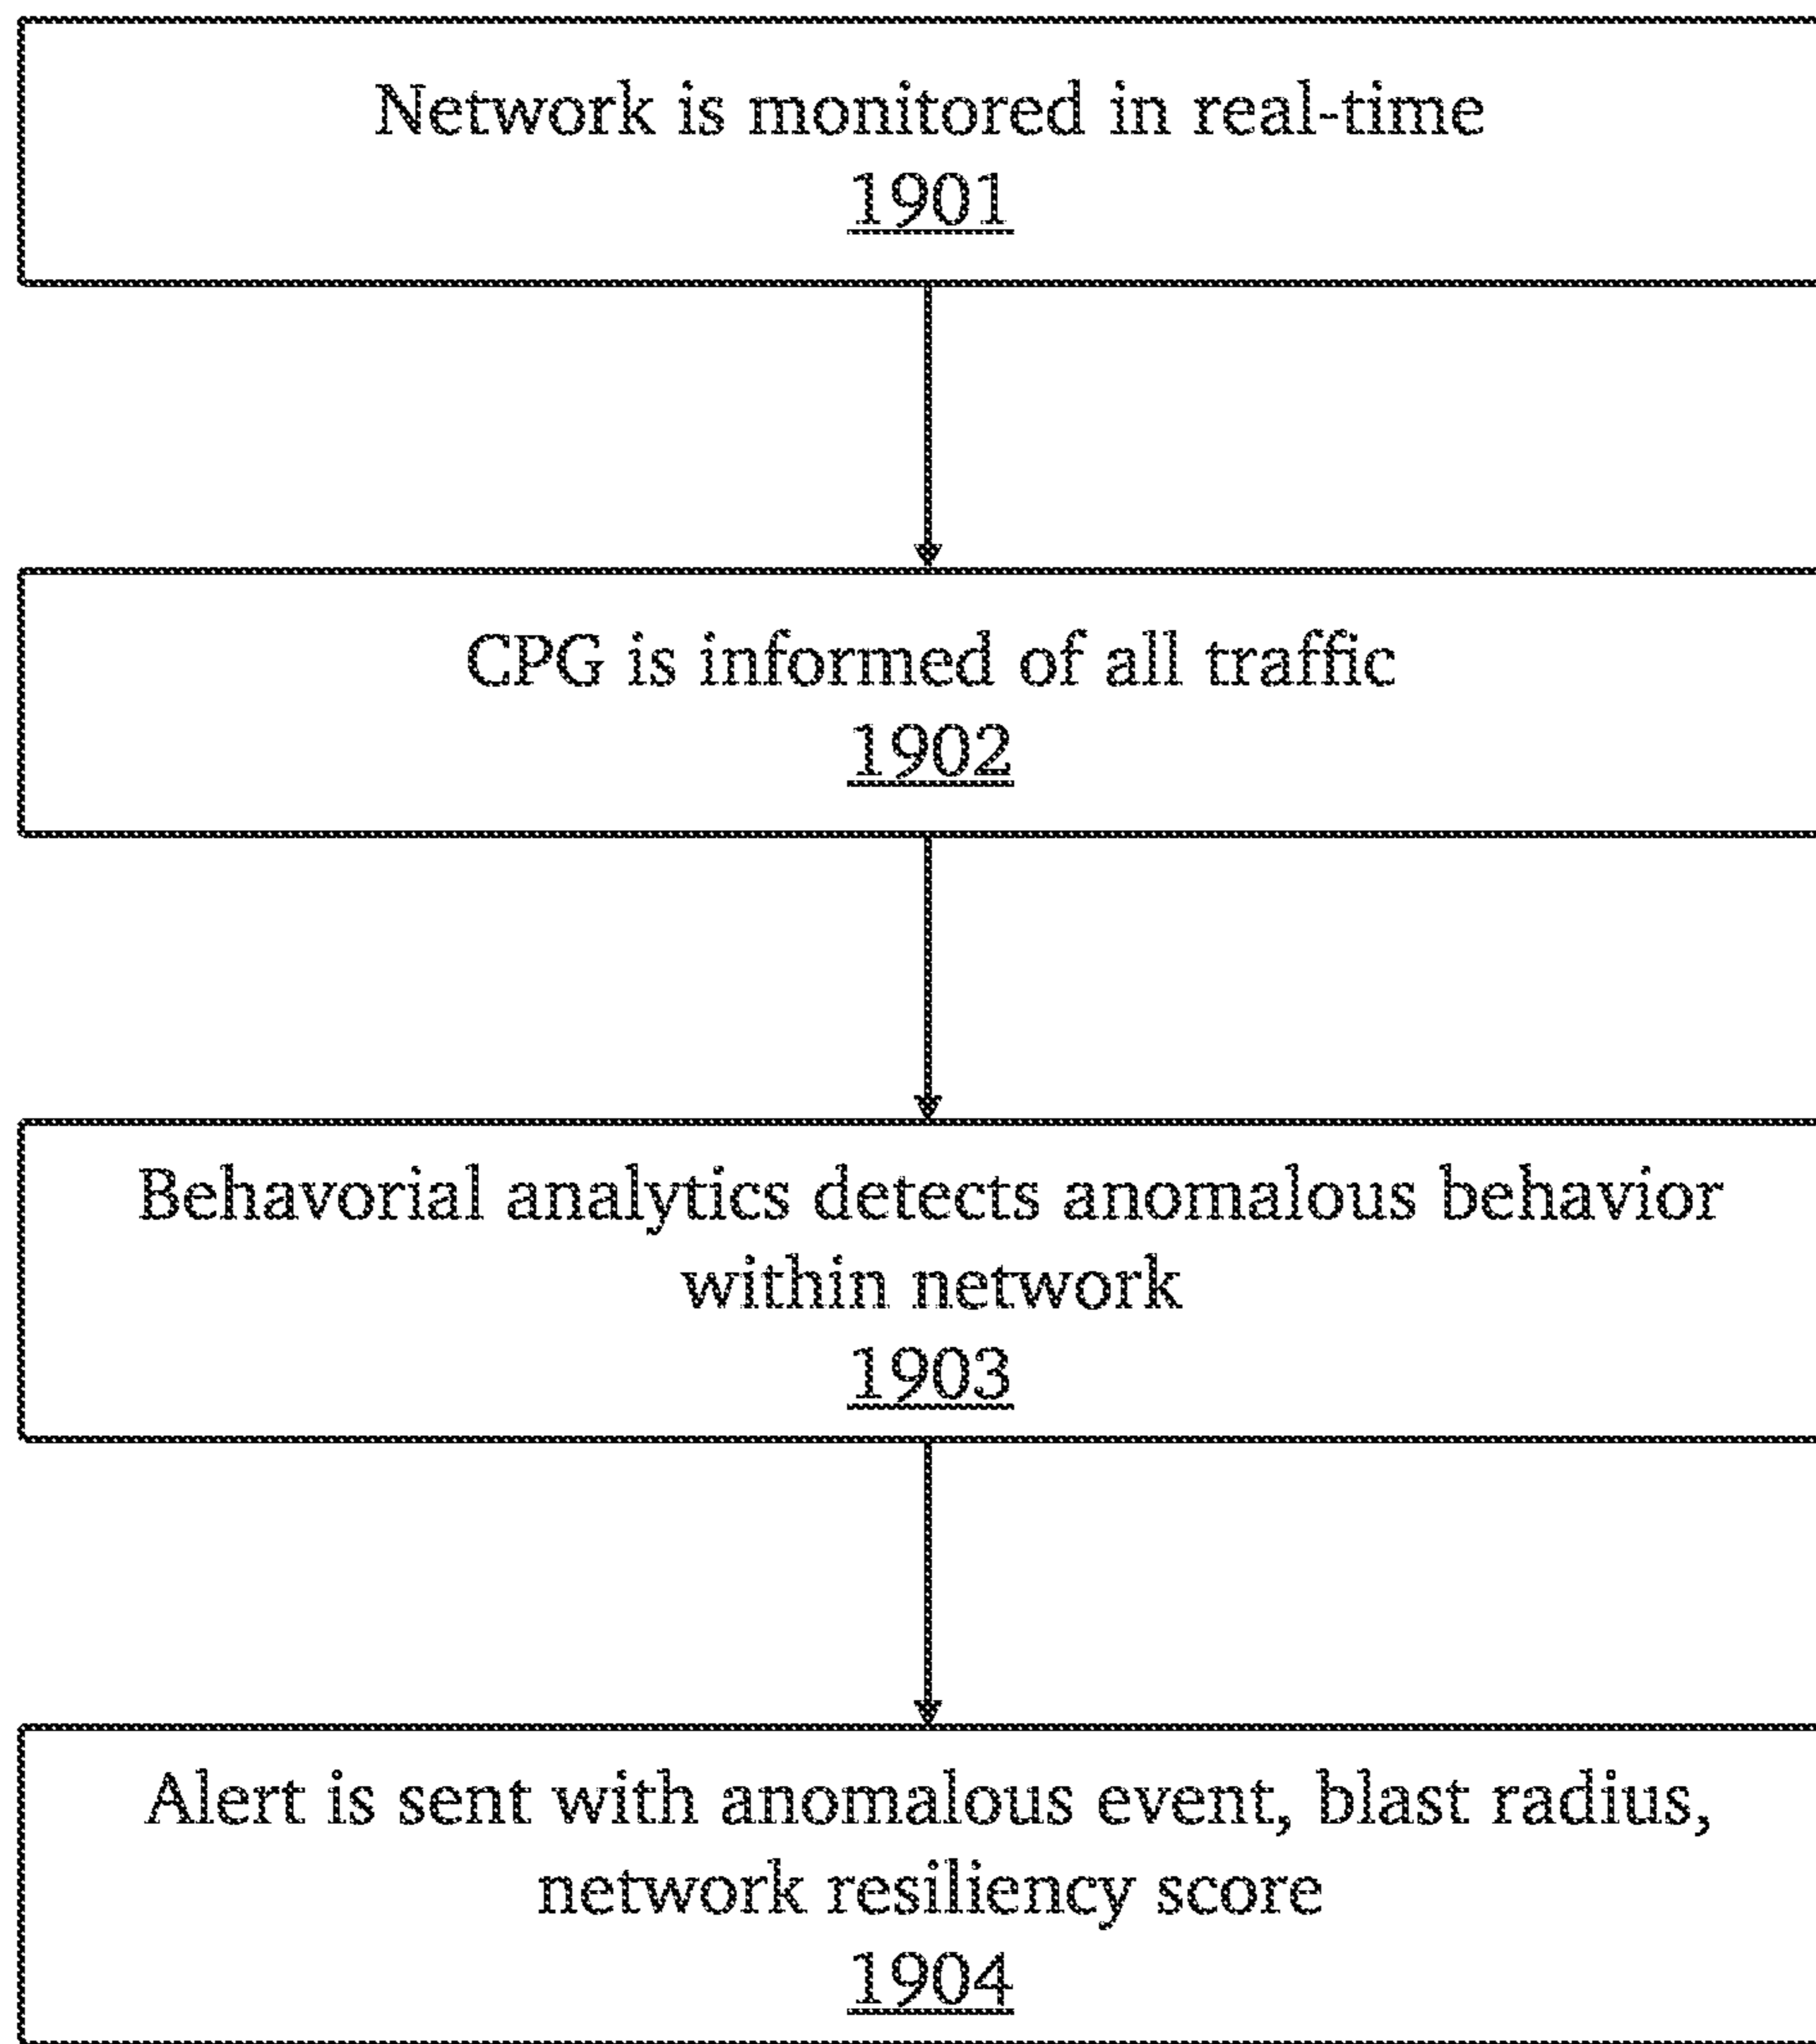 Network is monitored in real-time
1901
CPG is informed of all traffic
1902
Behavorial analytics detects anomalous behavior
within network
1903
Alert is sent with anomalous event, blast radius,
network resiliency score
1904